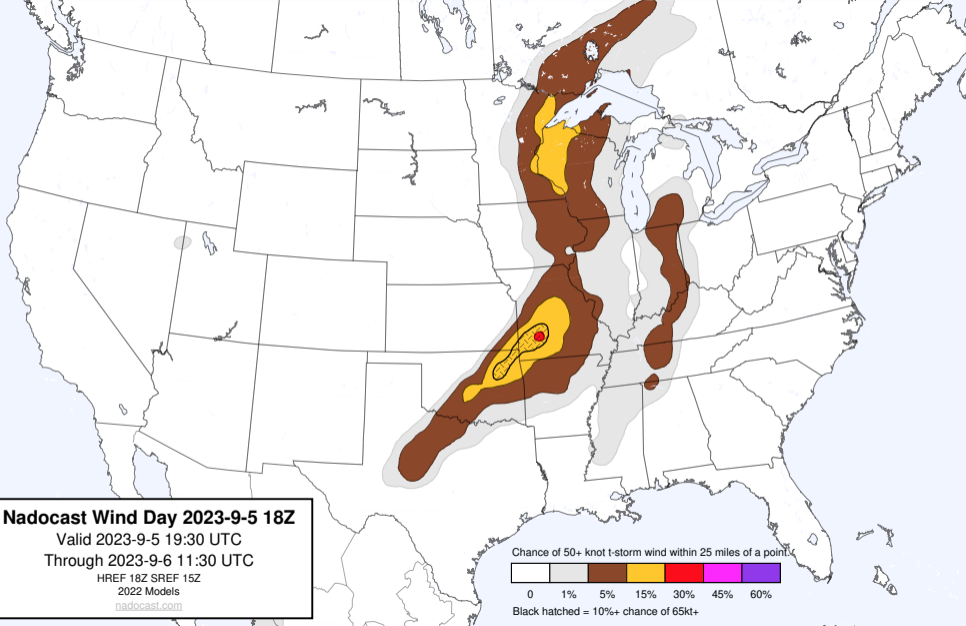 Nadocast Wind Day 2023-9-5 18Z
Valid 2023-9-5 19:30 UTC
Through 2023-9-6 11:30 UTC
HREF 18Z SREF 15Z
2022 Models
nadocast.com
Chance of 50+ knot t-storm wind within 25 miles of a point.
0 1% 5% 15% 30% 45% 60%
Black hatched = 10%+ chance of 65kt+